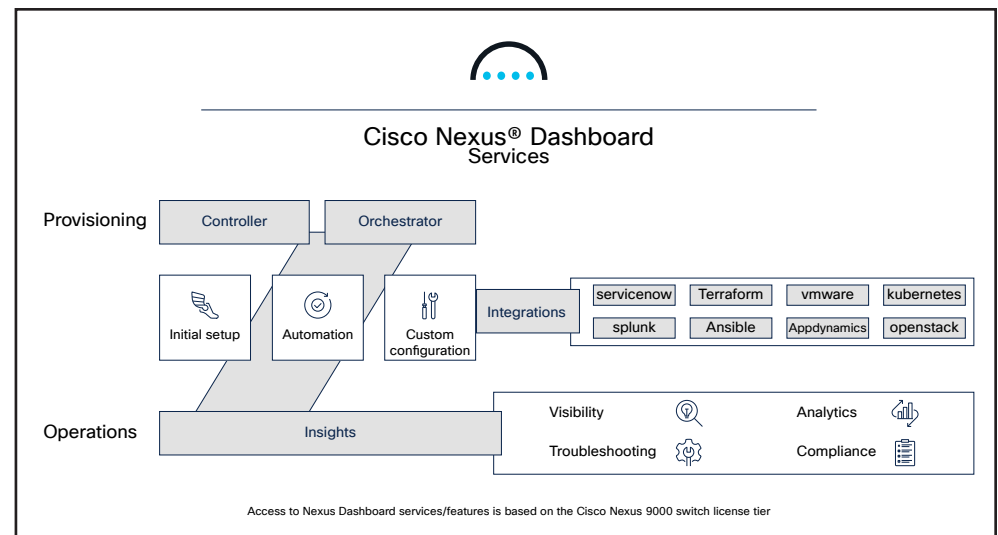 Cisco Nexus® Dashboard
Services
Provisioning
Controller
Orchestrator
Initial setup
Automation
Custom
configuration
Integrations
servicenow
Terraform
vmware
kubernetes
splunk
Ansible
Appdynamics
openstack
Operations
Insights
Visibility
Analytics
Troubleshooting
Compliance
Access to Nexus Dashboard services/features is based on the Cisco Nexus 9000 switch license tier